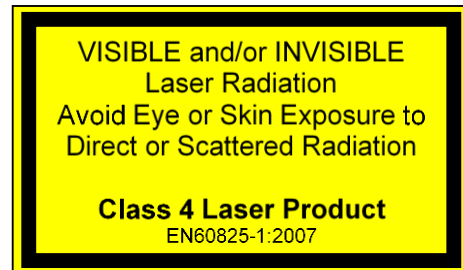 VISIBLE and/or INVISIBLE
Laser Radiation
Avoid Eye or Skin Exposure to
Direct or Scattered Radiation
Class 4 Laser Product
EN60825-1:2007